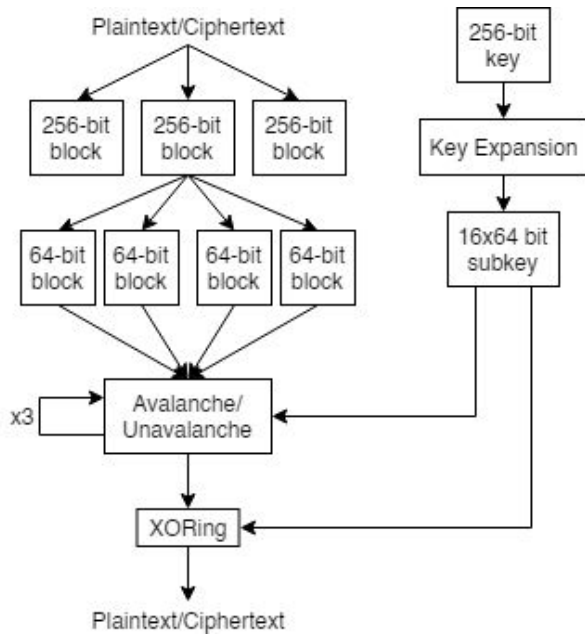 Plaintext/Ciphertext
256-bit
key
256-bit
block
256-bit
block
256-bit
block
Key Expansion
64-bit
block
64-bit
block
64-bit
block
64-bit
block
16x64 bit
subkey
x3
Avalanche/
Unavalanche
XORing
Plaintext/Ciphertext